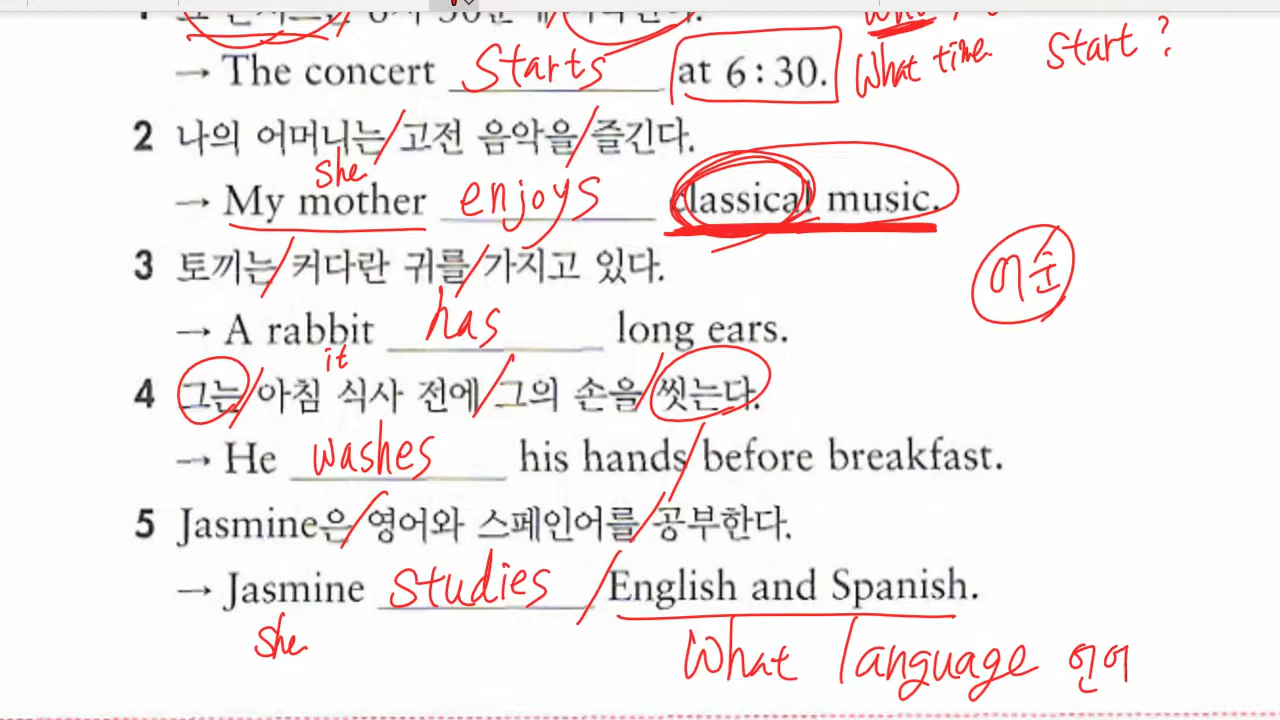 → The concert starts at 6:30.
What time start?
2 나의 어머니는/고전 음악을/즐긴다.
she
→ My mother enjoys classical music.
3 토끼는/커다란 귀를/가지고 있다.
어순
→ A rabbit has long ears.
it
4 그는/아침 식사 전에/그의 손을/씻는다.
→ He washes his hands/before breakfast.
5 Jasmine은/영어와 스페인어를/공부한다.
→ Jasmine studies/English and Spanish.
she
What language 언어